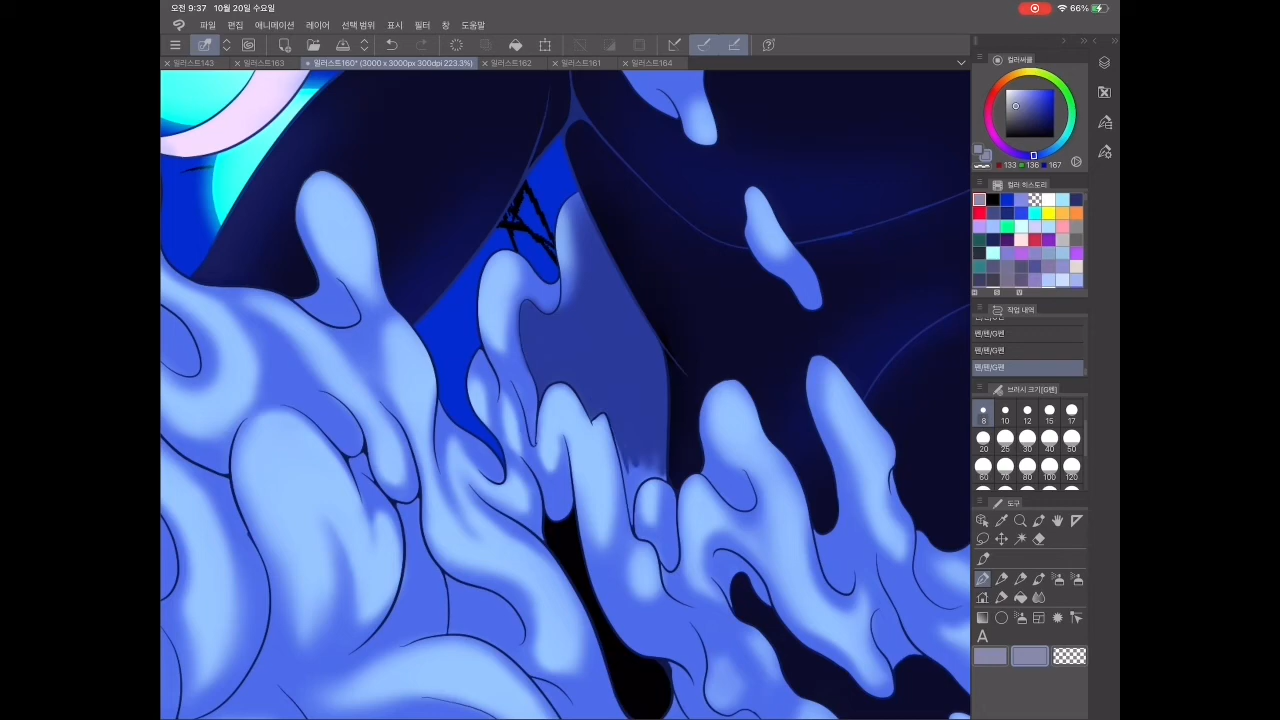 오전 9:37 10월 20일 수요일
66%
파일 편집 애니메이션 레이어 선택 범위 표시 필터 창 도움말
일러스트143 일러스트163 일러스트160* (3000 x 3000px 300dpi 223.3%) 일러스트162 일러스트161 일러스트164
컬러써클
133 136 167
컬러 히스토리
H S V
작업 내역
펜/펜/G펜
펜/펜/G펜
펜/펜/G펜
브러시 크기[G펜]
8 10 12 15 17
20 25 30 40 50
60 70 80 100 120
도구
A